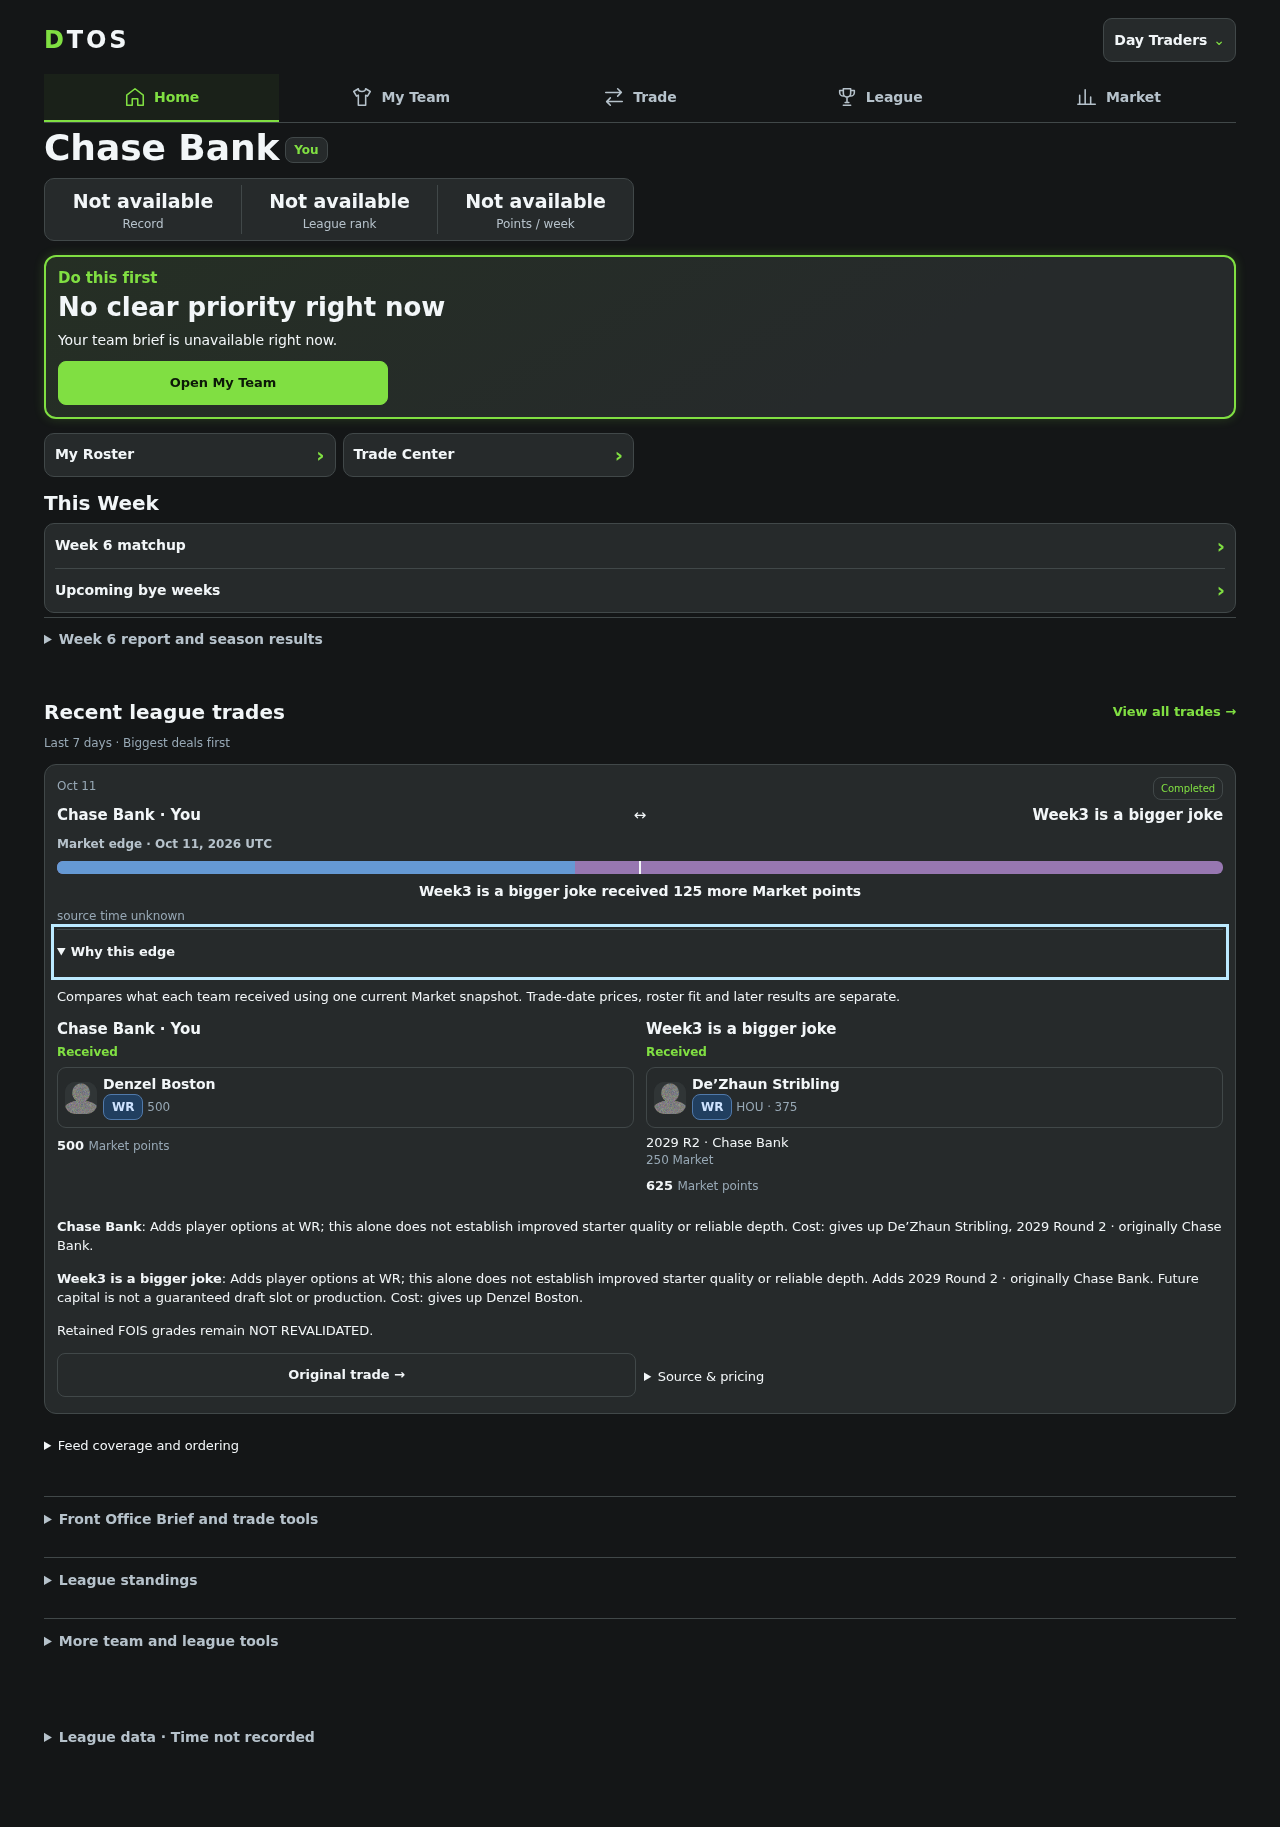 DTOS
Day Traders
Home
My Team
Trade
League
Market
Chase Bank You
Not available
Record
Not available
League rank
Not available
Points / week
Do this first
No clear priority right now
Your team brief is unavailable right now.
Open My Team
My Roster
Trade Center
This Week
Week 6 matchup
Upcoming bye weeks
Week 6 report and season results
Recent league trades
View all trades →
Last 7 days · Biggest deals first
Oct 11
Completed
Chase Bank · You ↔ Week3 is a bigger joke
Market edge · Oct 11, 2026 UTC
Week3 is a bigger joke received 125 more Market points
source time unknown
Why this edge
Compares what each team received using one current Market snapshot. Trade-date prices, roster fit and later results are separate.
Chase Bank · You
Received
Denzel Boston
WR 500
500 Market points
Week3 is a bigger joke
Received
De’Zhaun Stribling
WR HOU · 375
2029 R2 · Chase Bank
250 Market
625 Market points
Chase Bank: Adds player options at WR; this alone does not establish improved starter quality or reliable depth. Cost: gives up De’Zhaun Stribling, 2029 Round 2 · originally Chase
Bank.
Week3 is a bigger joke: Adds player options at WR; this alone does not establish improved starter quality or reliable depth. Adds 2029 Round 2 · originally Chase Bank. Future
capital is not a guaranteed draft slot or production. Cost: gives up Denzel Boston.
Retained FOIS grades remain NOT REVALIDATED.
Original trade →
Source & pricing
Feed coverage and ordering
Front Office Brief and trade tools
League standings
More team and league tools
League data · Time not recorded